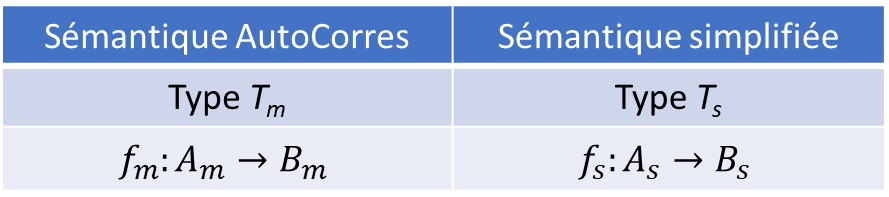 Sémantique AutoCorres Sémantique simplifiée
Type Tₘ Type Tₛ
fₘ: Aₘ → Bₘ fₛ: Aₛ → Bₛ